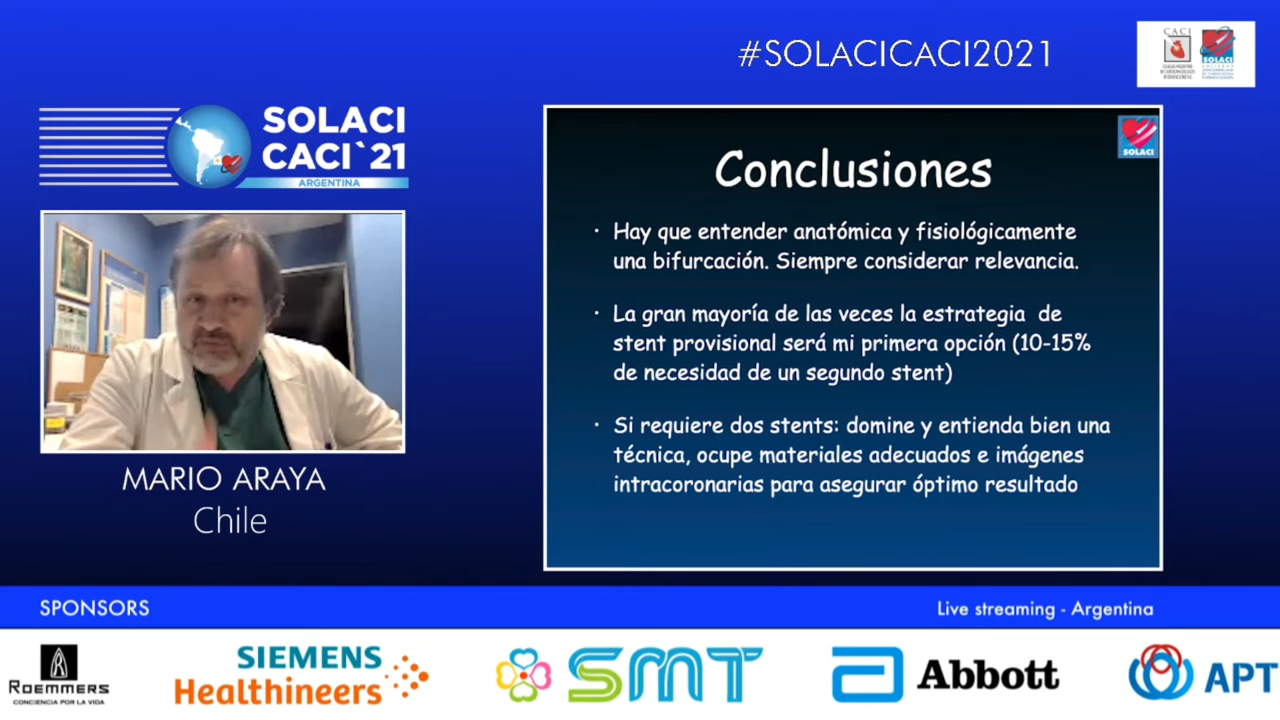 #SOLACICACI2021
CACI
SOLACI
SOLACI
CACI`21
ARGENTINA
SOLACI
Conclusiones
· Hay que entender anatómica y fisiológicamente
una bifurcación. Siempre considerar relevancia.
· La gran mayoría de las veces la estrategia de
stent provisional será mi primera opción (10-15%
de necesidad de un segundo stent)
· Si requiere dos stents: domine y entienda bien una
técnica, ocupe materiales adecuados e imágenes
intracoronarias para asegurar óptimo resultado
MARIO ARAYA
Chile
SPONSORS
Live streaming - Argentina
ROEMMERS
CONCIENCIA POR LA VIDA
SIEMENS
Healthineers
SMT
Abbott
APT